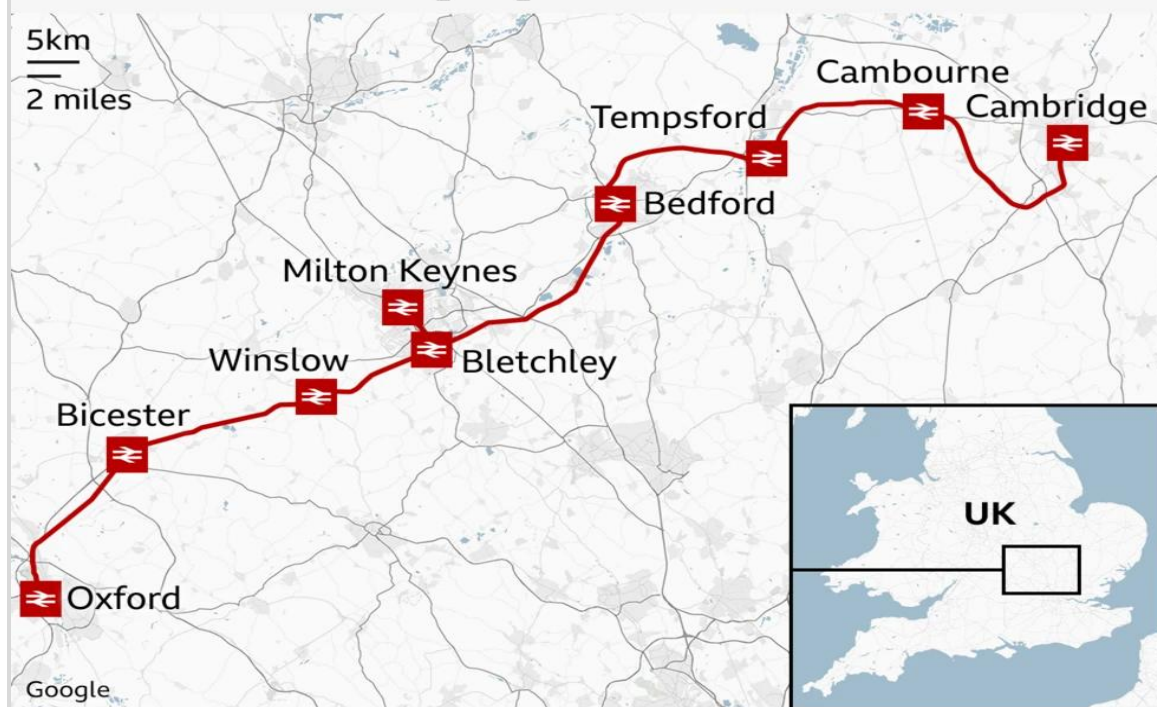 5km
2 miles
Cambourne
Cambridge
Tempsford
Bedford
Milton Keynes
Winslow
Bletchley
Bicester
UK
Oxford
Google